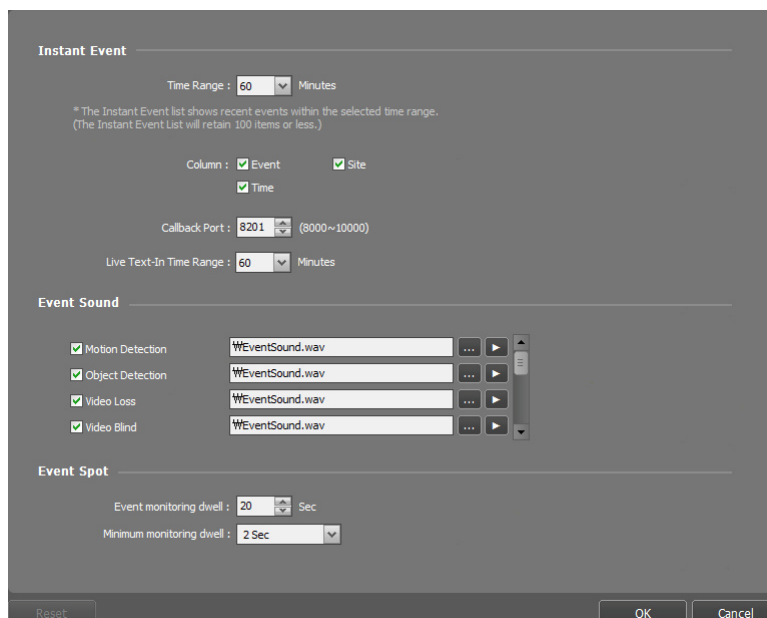 Instant Event
Time Range : 60 Minutes
* The Instant Event list shows recent events within the selected time range.
(The Instant Event List will retain 100 items or less.)
Column : Event Site
Time
Callback Port : 8201 (8000~10000)
Live Text-In Time Range : 60 Minutes
Event Sound
Motion Detection ₩EventSound.wav ...
Object Detection ₩EventSound.wav ...
Video Loss ₩EventSound.wav ...
Video Blind ₩EventSound.wav ...
Event Spot
Event monitoring dwell : 20 Sec
Minimum monitoring dwell : 2 Sec
Reset OK Cancel